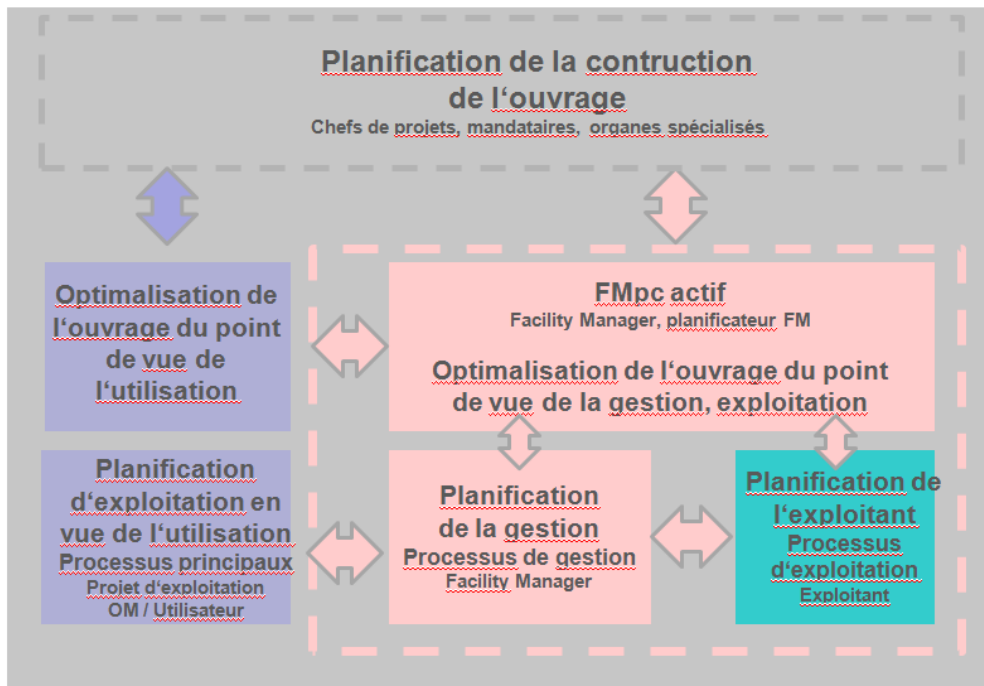 Planification de la contruction
de l‘ouvrage
Chefs de projets, mandataires, organes spécialisés
Optimalisation de
l‘ouvrage du point
de vue de
l‘utilisation
FMpc actif
Facility Manager, planificateur FM
Optimalisation de l‘ouvrage du point
de vue de la gestion, exploitation
Planification
d‘exploitation en
vue de l‘utilisation
Processus principaux
Projet d‘exploitation
OM / Utilisateur
Planification
de la gestion
Processus de gestion
Facility Manager
Planification de
l‘exploitant
Processus
d‘exploitation
Exploitant